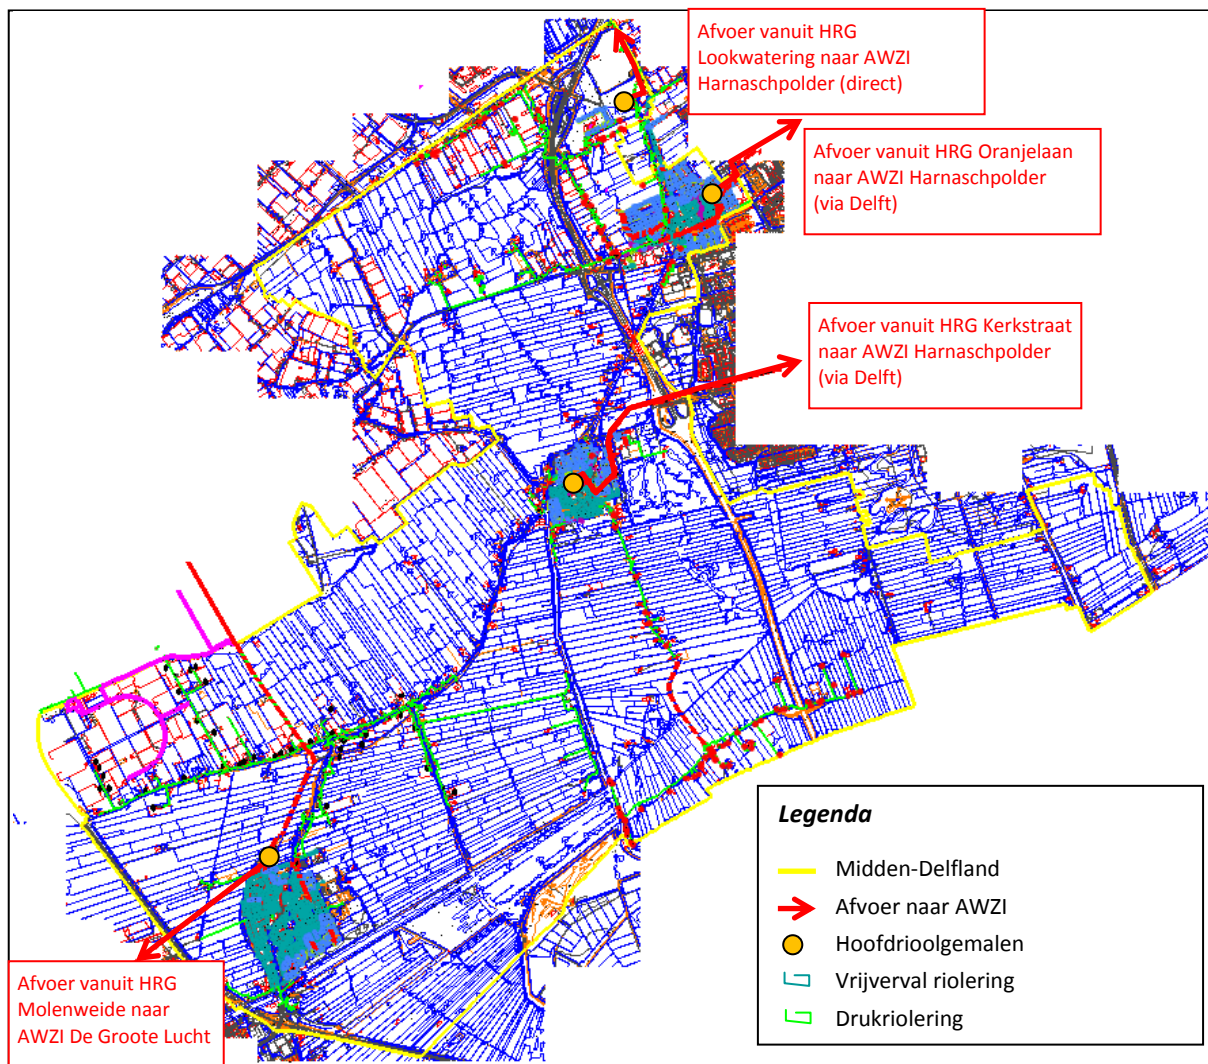 Afvoer vanuit HRG
Lookwatering naar AWZI
Harnaschpolder (direct)
Afvoer vanuit HRG Oranjelaan
naar AWZI Harnaschpolder
(via Delft)
Afvoer vanuit HRG Kerkstraat
naar AWZI Harnaschpolder
(via Delft)
Afvoer vanuit HRG
Molenweide naar
AWZI De Groote Lucht
Legenda
Midden-Delfland
Afvoer naar AWZI
Hoofdrioolgemalen
Vrijverval riolering
Drukriolering